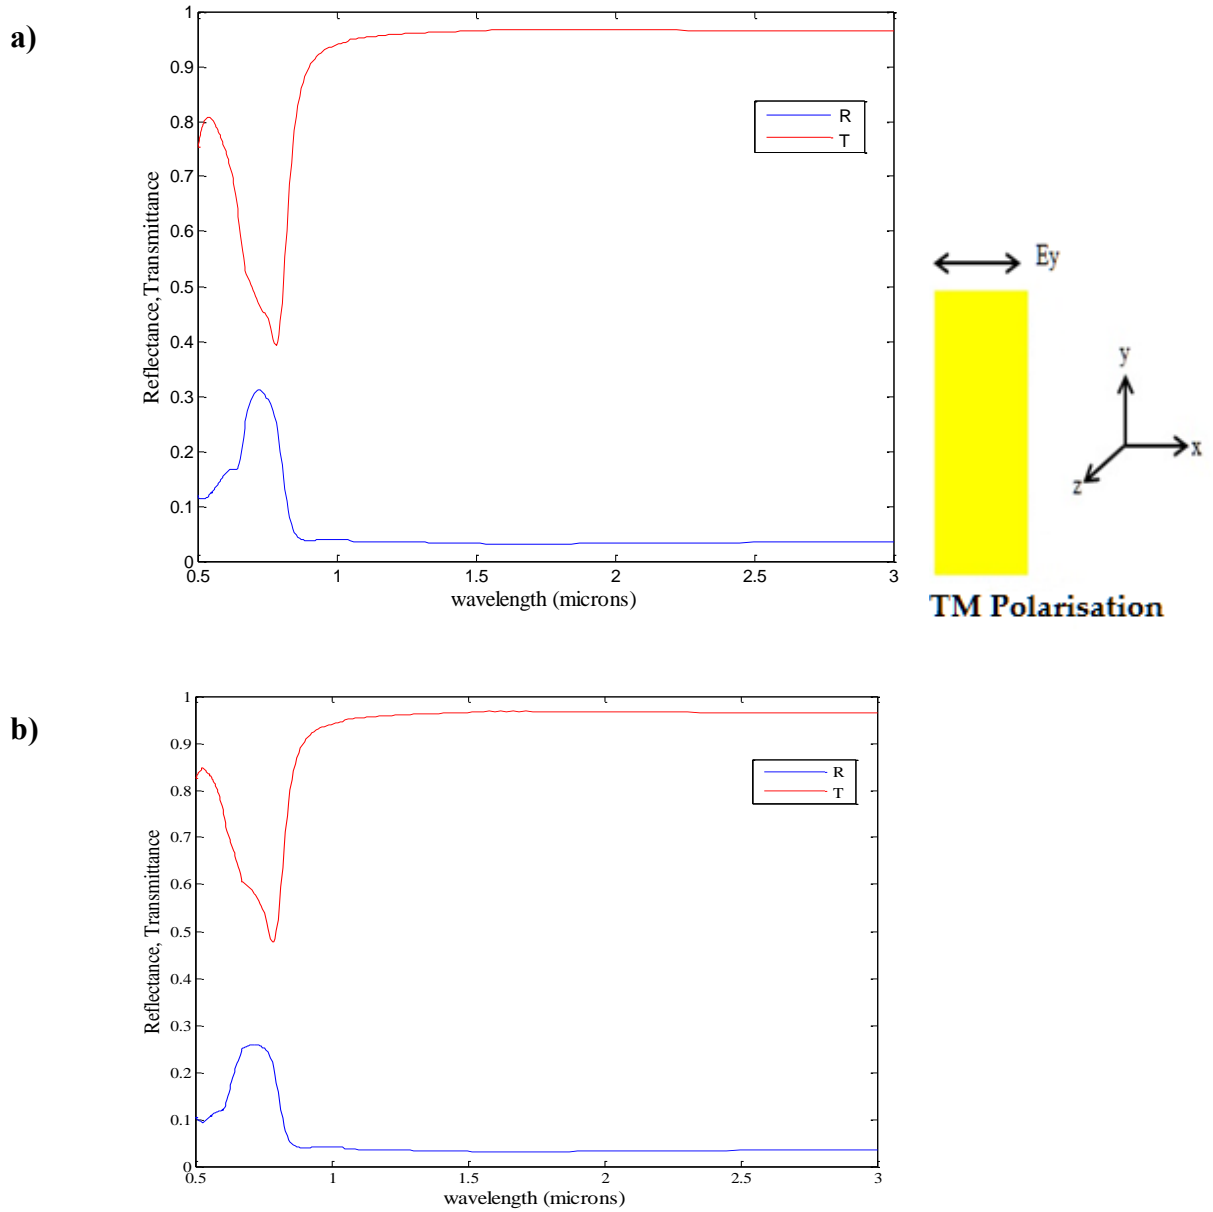 a)
1
0.9
0.8
0.7
0.6
0.5
0.4
0.3
0.2
0.1
0
Reflectance,Transmittance
R
T
0.5 1 1.5 2 2.5 3
wavelength (microns)
Ey
y
x
z
TM Polarisation
b)
1
0.9
0.8
0.7
0.6
0.5
0.4
0.3
0.2
0.1
0
Reflectance, Transmittance
R
T
0.5 1 1.5 2 2.5 3
wavelength (microns)